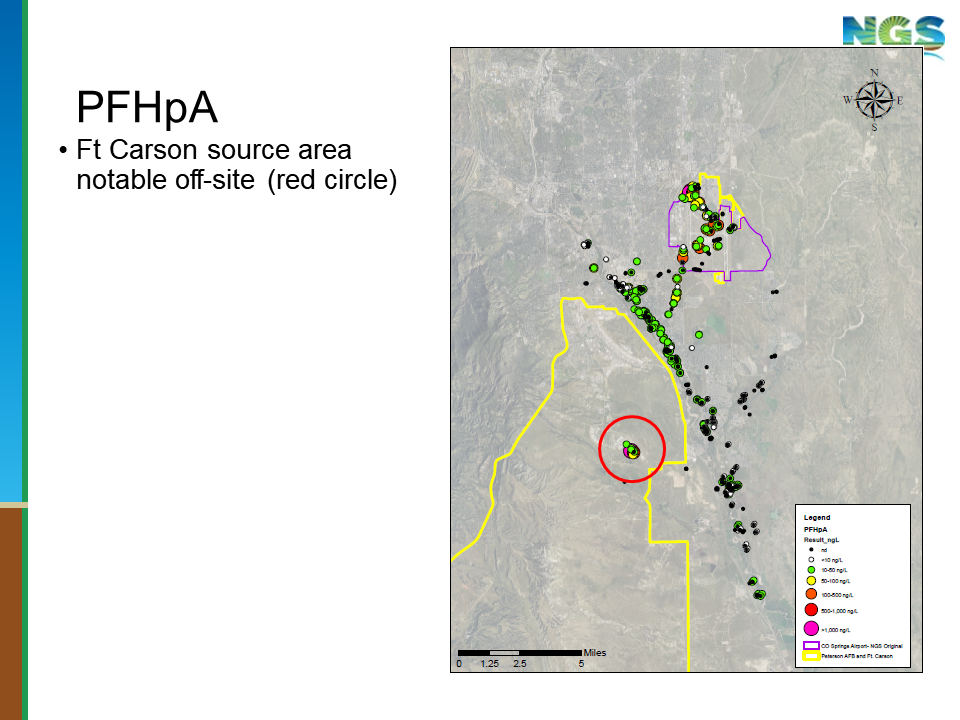 NGS
PFHpA
• Ft Carson source area
notable off-site (red circle)
N
W E
S
Legend
PFHpA
Result_ngL
nd
<10 ng/L
10-50 ng/L
50-100 ng/L
100-500 ng/L
500-1,000 ng/L
>1,000 ng/L
CO Springs Airport- NGS Original
Peterson AFB and Ft. Carson
Miles
0 1.25 2.5 5